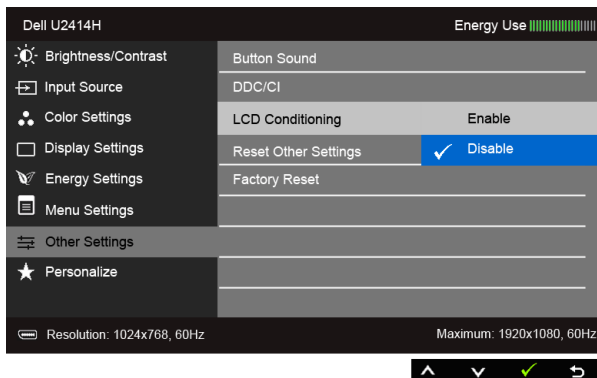 Dell U2414H
Energy Use
Brightness/Contrast
Button Sound
Input Source
DDC/CI
Color Settings
LCD Conditioning
Enable
Display Settings
Reset Other Settings
Disable
Energy Settings
Factory Reset
Menu Settings
Other Settings
Personalize
Resolution: 1024x768, 60Hz
Maximum: 1920x1080, 60Hz